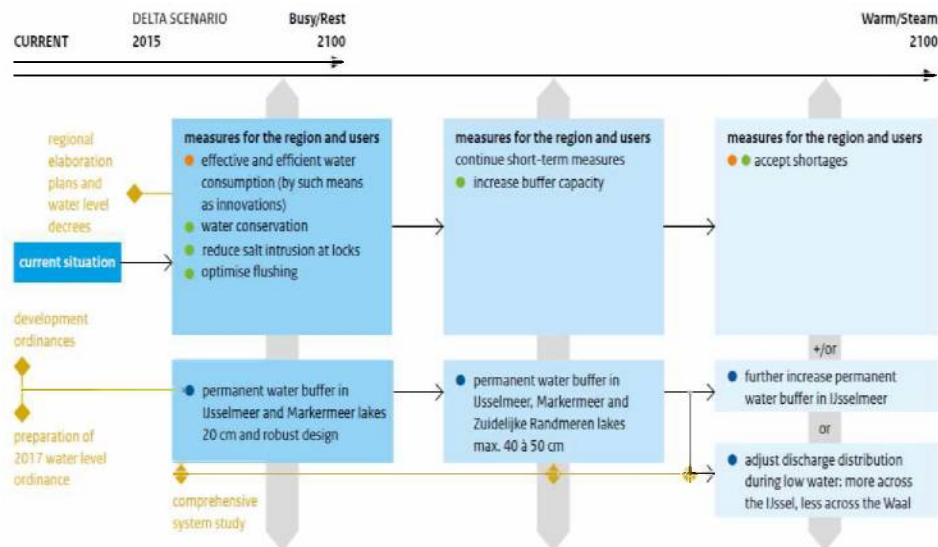 DELTA SCENARIO
Busy/Rest
Warm/Steam
CURRENT
2015
2100
2100
regional
elaboration
plans and
water level
decrees
current situation
measures for the region and users
effective and efficient water
consumption (by such means
as innovations)
water conservation
reduce salt intrusion at locks
optimise flushing
measures for the region and users
continue short-term measures
increase buffer capacity
measures for the region and users
accept shortages
development
ordinances
preparation of
2017 water level
ordinance
permanent water buffer in
IJsselmeer and Markermeer lakes
20 cm and robust design
permanent water buffer in
IJsselmeer, Markermeer and
Zuidelijke Randmeren lakes
max. 40 à 50 cm
+/or
further increase permanent
water buffer in IJsselmeer
or
adjust discharge distribution
during low water: more across
the IJssel, less across the Waal
comprehensive
system study